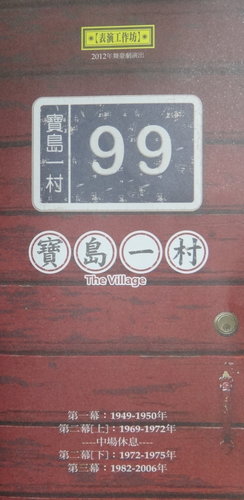 【表演工作坊】
2012年舞臺劇演出
寶島一村 99
寶島一村
The Village
第一幕：1949-1950年
第二幕[上]：1969-1972年
----中場休息----
第二幕[下]：1972-1975年
第三幕：1982-2006年